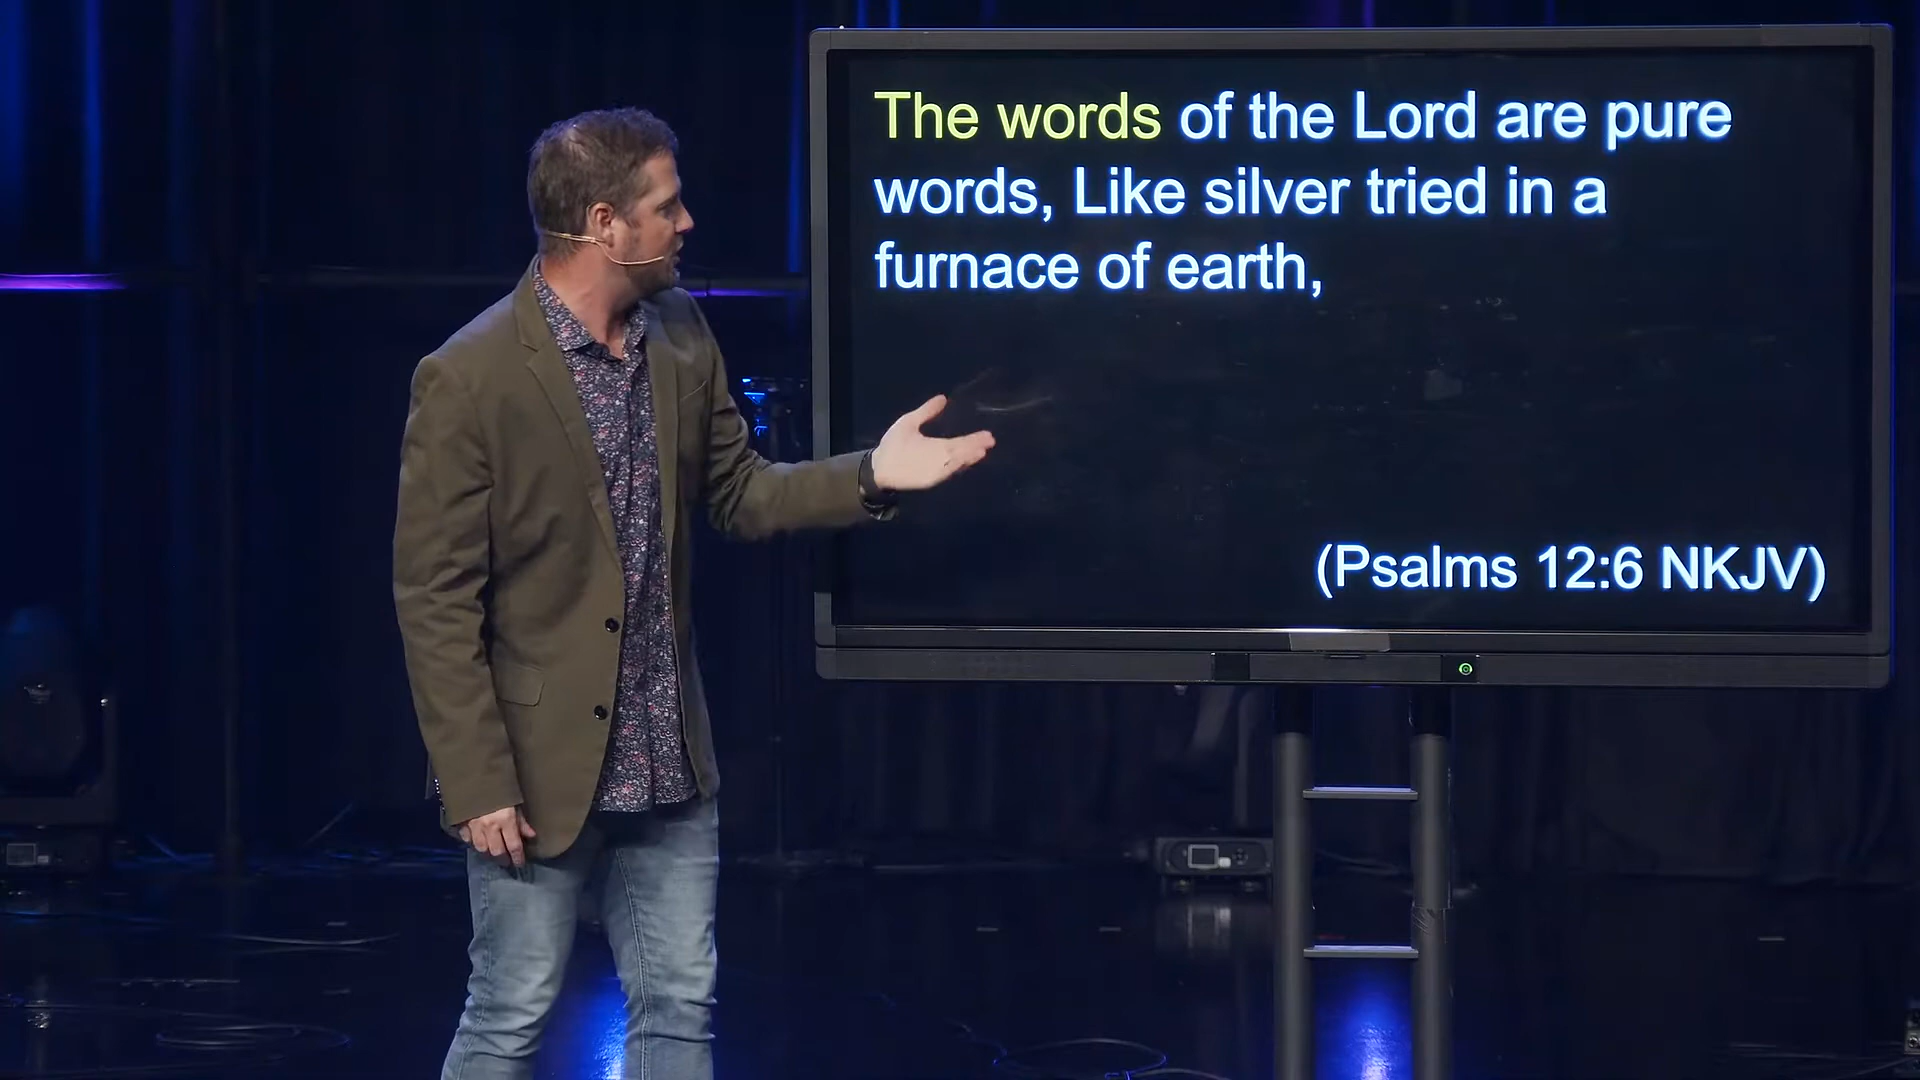 The words of the Lord are pure
words, Like silver tried in a
furnace of earth,
(Psalms 12:6 NKJV)